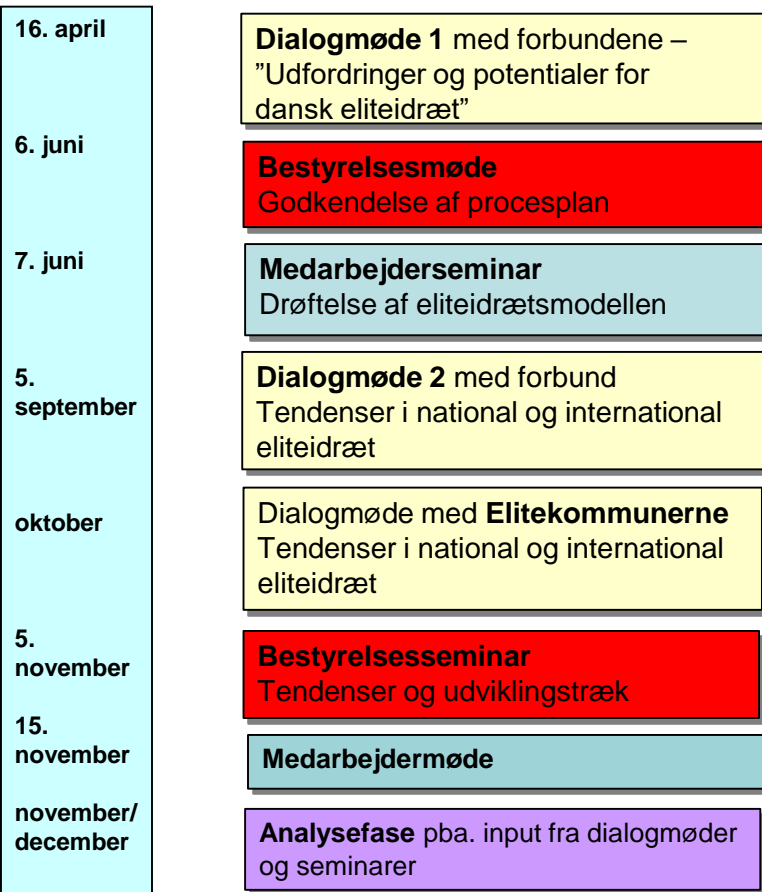 16. april
Dialogmøde 1 med forbundene –
”Udfordringer og potentialer for
dansk eliteidræt”
6. juni
Bestyrelsesmøde
Godkendelse af procesplan
7. juni
Medarbejderseminar
Drøftelse af eliteidrætsmodellen
5.
september
Dialogmøde 2 med forbund
Tendenser i national og international
eliteidræt
oktober
Dialogmøde med Elitekommunerne
Tendenser i national og international
eliteidræt
5.
november
Bestyrelsesseminar
Tendenser og udviklingstræk
15.
november
Medarbejdermøde
november/
december
Analysefase pba. input fra dialogmøder
og seminarer